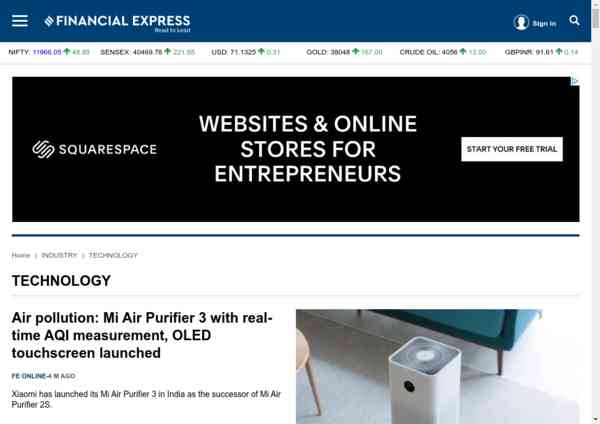 FINANCIAL EXPRESS
Read to Lead
Sign in
NIFTY: 11966.05 48.85 SENSEX: 40469.78 221.55 USD: 71.1325 0.31 GOLD: 38048 167.00 CRUDE OIL: 4056 12.00 GBPINR: 91.61 0.14
SQUARESPACE
WEBSITES & ONLINE
STORES FOR
ENTREPRENEURS
START YOUR FREE TRIAL
Home | INDUSTRY | TECHNOLOGY
TECHNOLOGY
Air pollution: Mi Air Purifier 3 with real-
time AQI measurement, OLED
touchscreen launched
FE ONLINE-4 M AGO
Xiaomi has launched its Mi Air Purifier 3 in India as the successor of Mi Air
Purifier 2S.